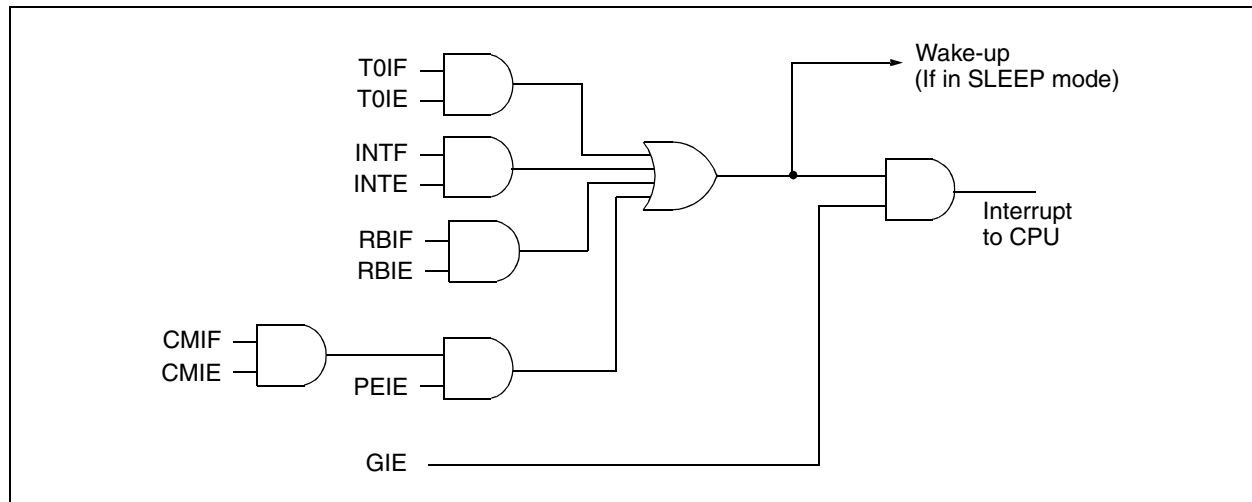 Wake-up
(If in SLEEP mode)
T0IF
T0IE
INTF
INTE
RBIF
RBIE
Interrupt
to CPU
CMIF
CMIE
PEIE
GIE